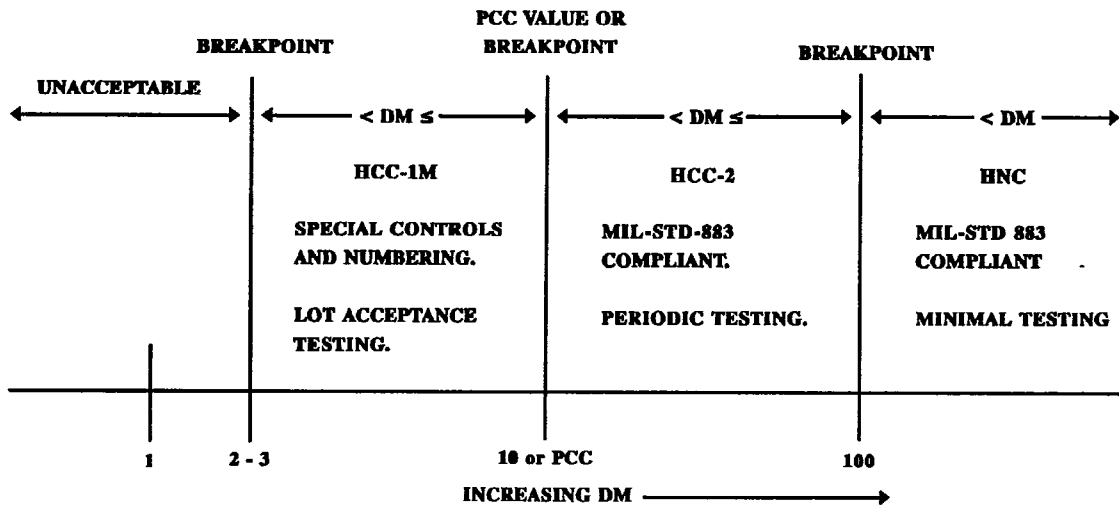 PCC VALUE OR
BREAKPOINT
BREAKPOINT
BREAKPOINT
UNACCEPTABLE
< DM ≤
< DM ≤
< DM
HCC-1M
HCC-2
HNC
SPECIAL CONTROLS
AND NUMBERING.
MIL-STD-883
COMPLIANT.
MIL-STD 883
COMPLIANT
LOT ACCEPTANCE
TESTING.
PERIODIC TESTING.
MINIMAL TESTING
1
2 - 3
10 or PCC
100
INCREASING DM